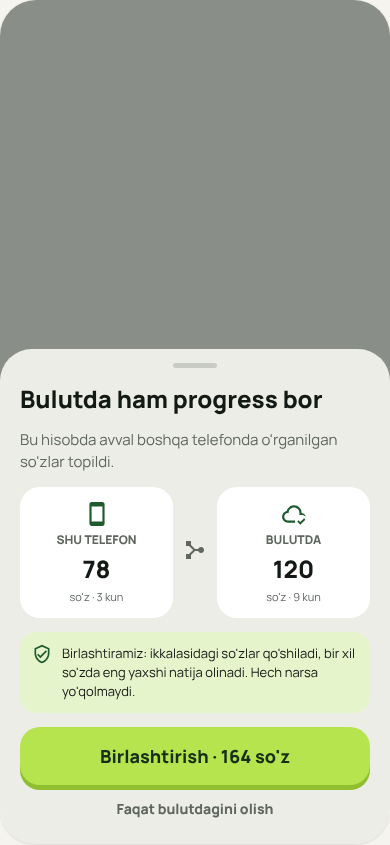 Bulutda ham progress bor
Bu hisobda avval boshqa telefonda o'rganilgan
so'zlar topildi.
SHU TELEFON
78
so'z · 3 kun
BULUTDA
120
so'z · 9 kun
Birlashtiramiz: ikkalasidagi so'zlar qo'shiladi, bir xil
so'zda eng yaxshi natija olinadi. Hech narsa
yo'qolmaydi.
Birlashtirish · 164 so'z
Faqat bulutdagini olish